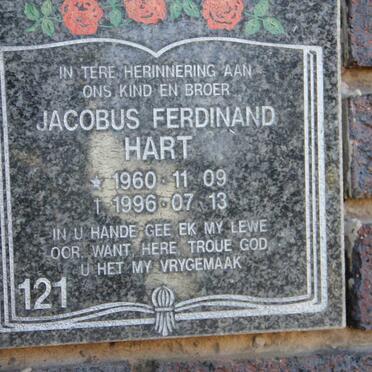 IN TERE HERINNERING AAN
ONS KIND EN BROER
JACOBUS FERDINAND
HART
★ 1960·11·09
† 1996·07·13
IN U HANDE GEE EK MY LEWE
OOR, WANT, HERE, TROUE GOD,
U HET MY VRYGEMAAK
121